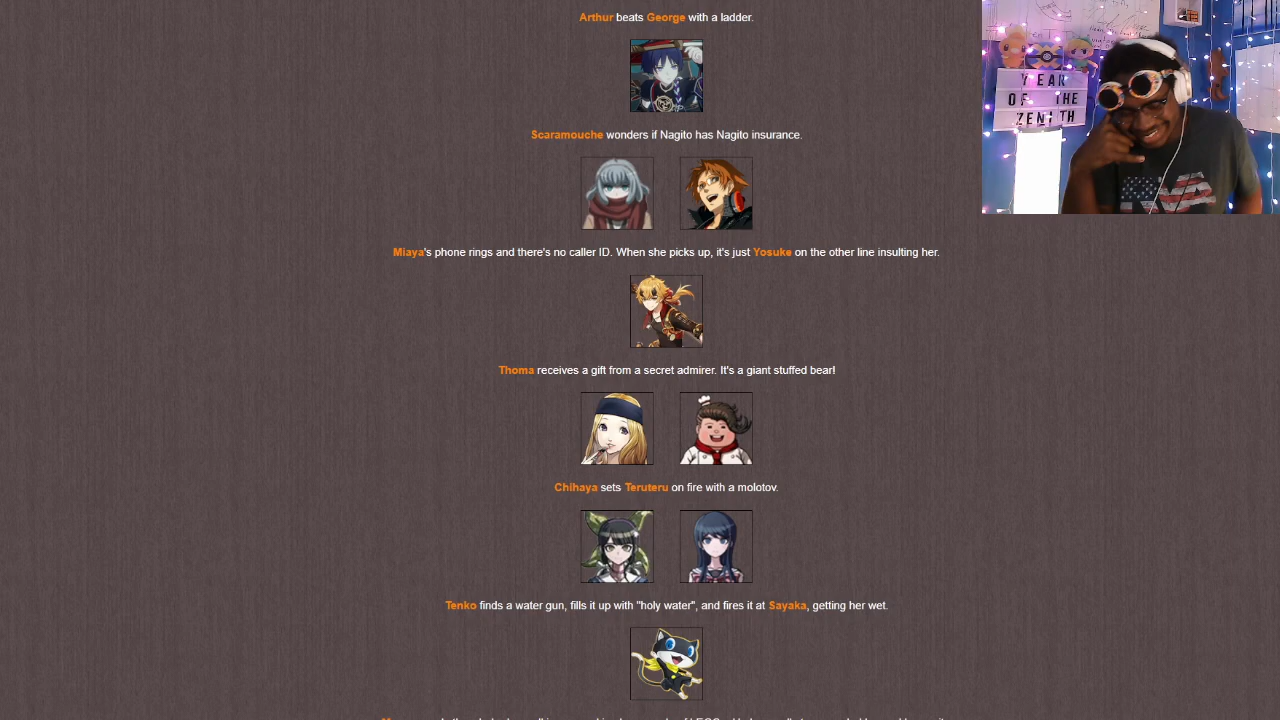 Arthur beats George with a ladder.
YEAR
OF THE
ZENITH
Scaramouche wonders if Nagito has Nagito insurance.
Miaya's phone rings and there's no caller ID. When she picks up, it's just Yosuke on the other line insulting her.
Thoma receives a gift from a secret admirer. It's a giant stuffed bear!
Chihaya sets Teruteru on fire with a molotov.
Tenko finds a water gun, fills it up with "holy water", and fires it at Sayaka, getting her wet.